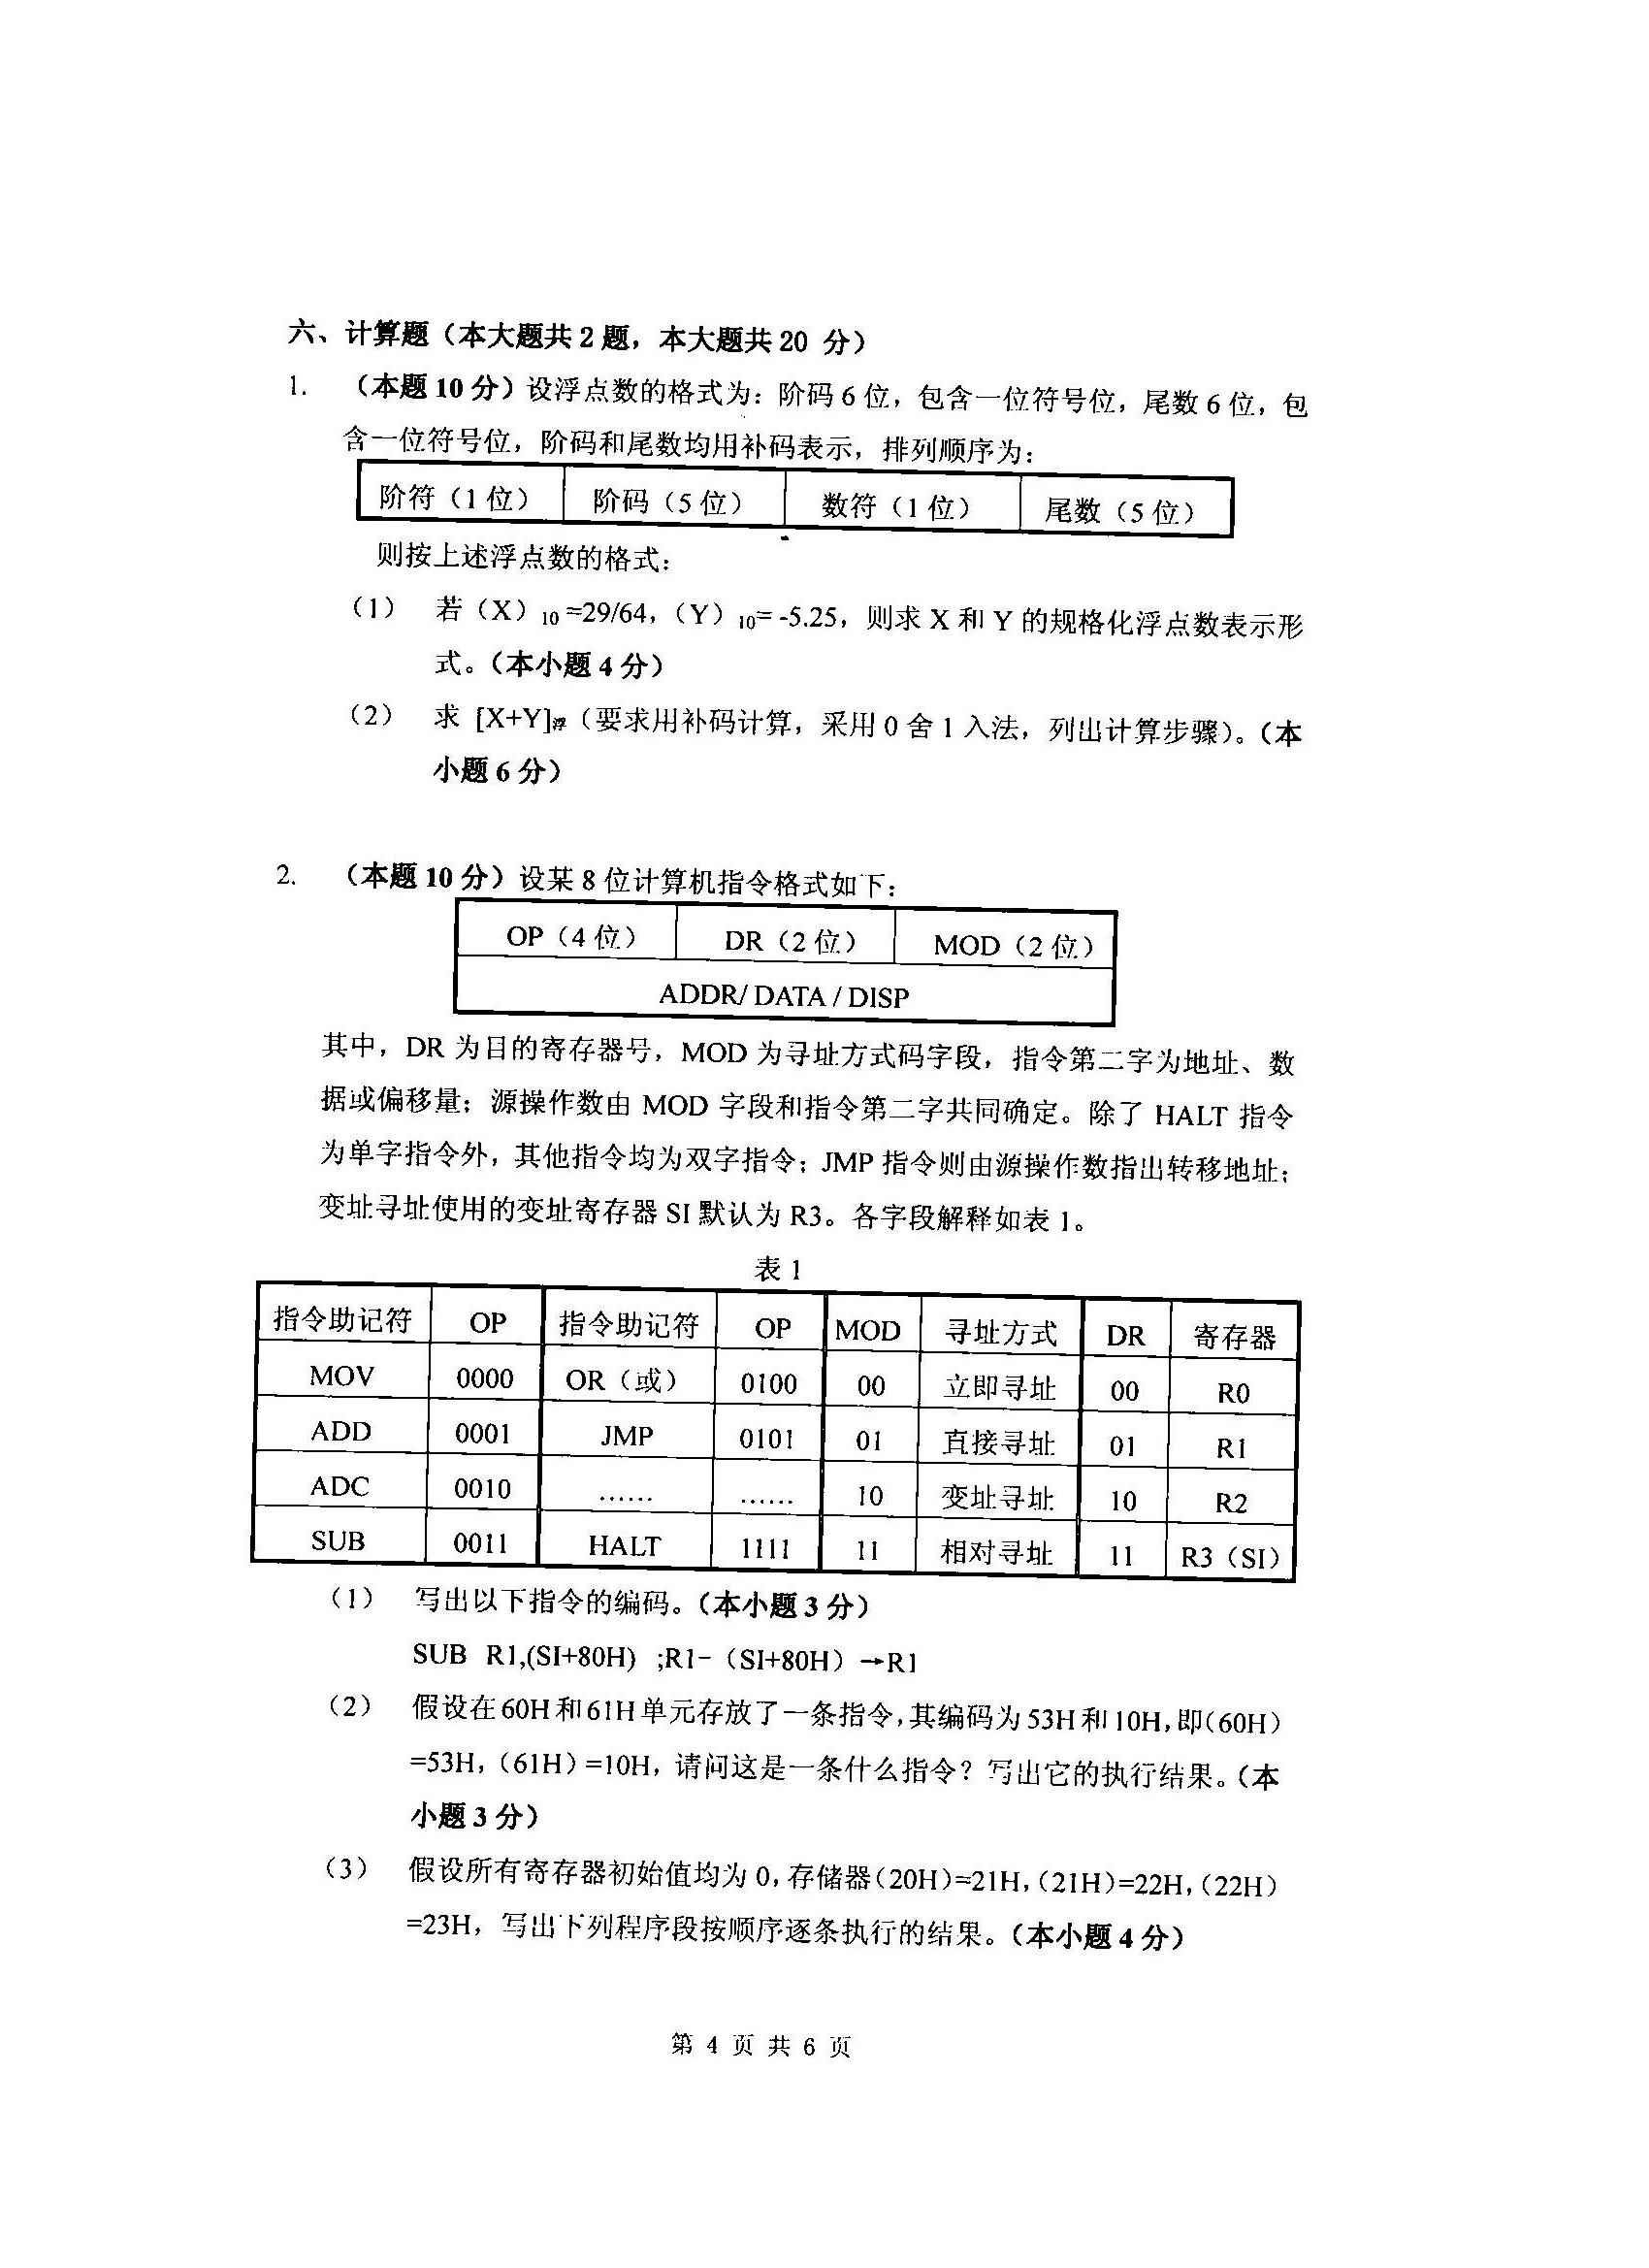 六、计算题（本大题共 2 题，本大题共 20 分）
1. （本题 10 分）设浮点数的格式为：阶码 6 位，包含一位符号位，尾数 6 位，包
含一位符号位，阶码和尾数均用补码表示，排列顺序为：
阶符（1 位） 阶码（5 位） 数符（1 位） 尾数（5 位）
则按上述浮点数的格式：
（1） 若（X）10 =29/64，（Y）10= -5.25，则求 X 和 Y 的规格化浮点数表示形
式。（本小题 4 分）
（2） 求 [X+Y]浮（要求用补码计算，采用 0 舍 1 入法，列出计算步骤）。（本
小题 6 分）
2. （本题 10 分）设某 8 位计算机指令格式如下：
OP（4 位） DR（2 位） MOD（2 位）
ADDR/ DATA / DISP
其中，DR 为目的寄存器号，MOD 为寻址方式码字段，指令第二字为地址、数
据或偏移量；源操作数由 MOD 字段和指令第二字共同确定。除了 HALT 指令
为单字指令外，其他指令均为双字指令；JMP 指令则由源操作数指出转移地址；
变址寻址使用的变址寄存器 SI 默认为 R3。各字段解释如表 1。
表 1
指令助记符 OP 指令助记符 OP MOD 寻址方式 DR 寄存器
MOV 0000 OR（或） 0100 00 立即寻址 00 R0
ADD 0001 JMP 0101 01 直接寻址 01 R1
ADC 0010 …… …… 10 变址寻址 10 R2
SUB 0011 HALT 1111 11 相对寻址 11 R3（SI）
（1） 写出以下指令的编码。（本小题 3 分）
SUB R1,(SI+80H) ;R1-（SI+80H）→R1
（2） 假设在 60H 和 61H 单元存放了一条指令，其编码为 53H 和 10H，即（60H）
=53H，（61H）=10H，请问这是一条什么指令？写出它的执行结果。（本
小题 3 分）
（3） 假设所有寄存器初始值均为 0，存储器（20H）=21H，（21H）=22H，（22H）
=23H，写出下列程序段按顺序逐条执行的结果。（本小题 4 分）
第 4 页 共 6 页